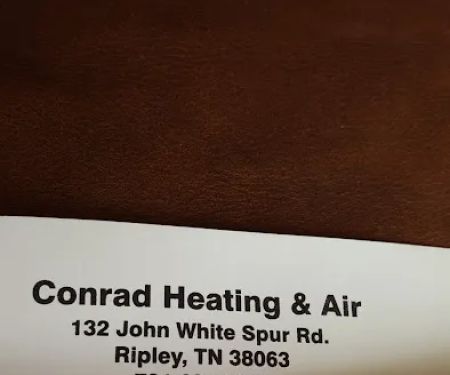 Conrad Heating & Air
132 John White Spur Rd.
Ripley, TN 38063